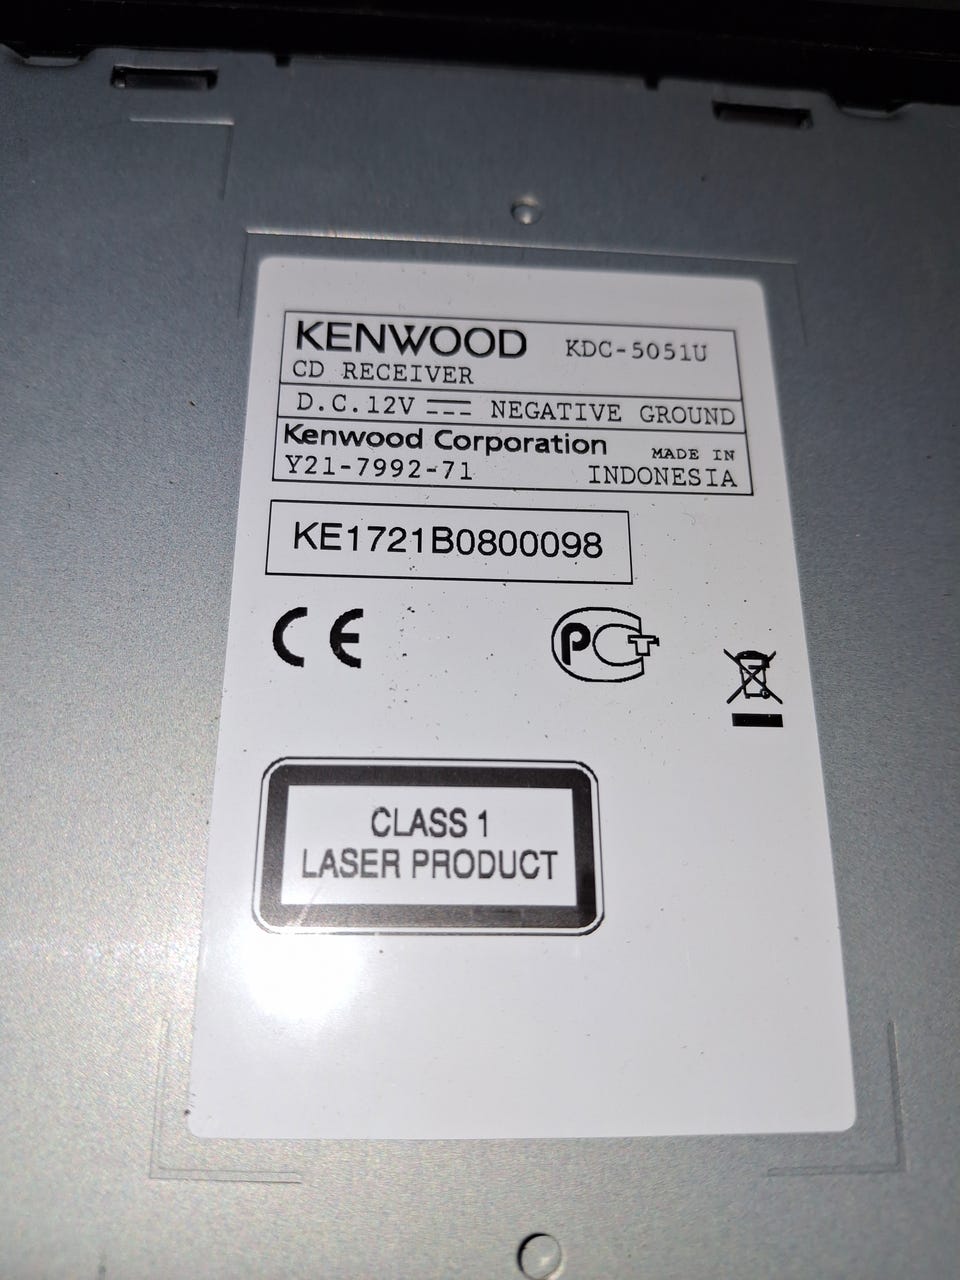 KENWOOD KDC-5051U
CD RECEIVER
D.C.12V ⎓ NEGATIVE GROUND
Kenwood Corporation MADE IN
Y21-7992-71 INDONESIA
KE1721B0800098
CE РСТ
CLASS 1
LASER PRODUCT